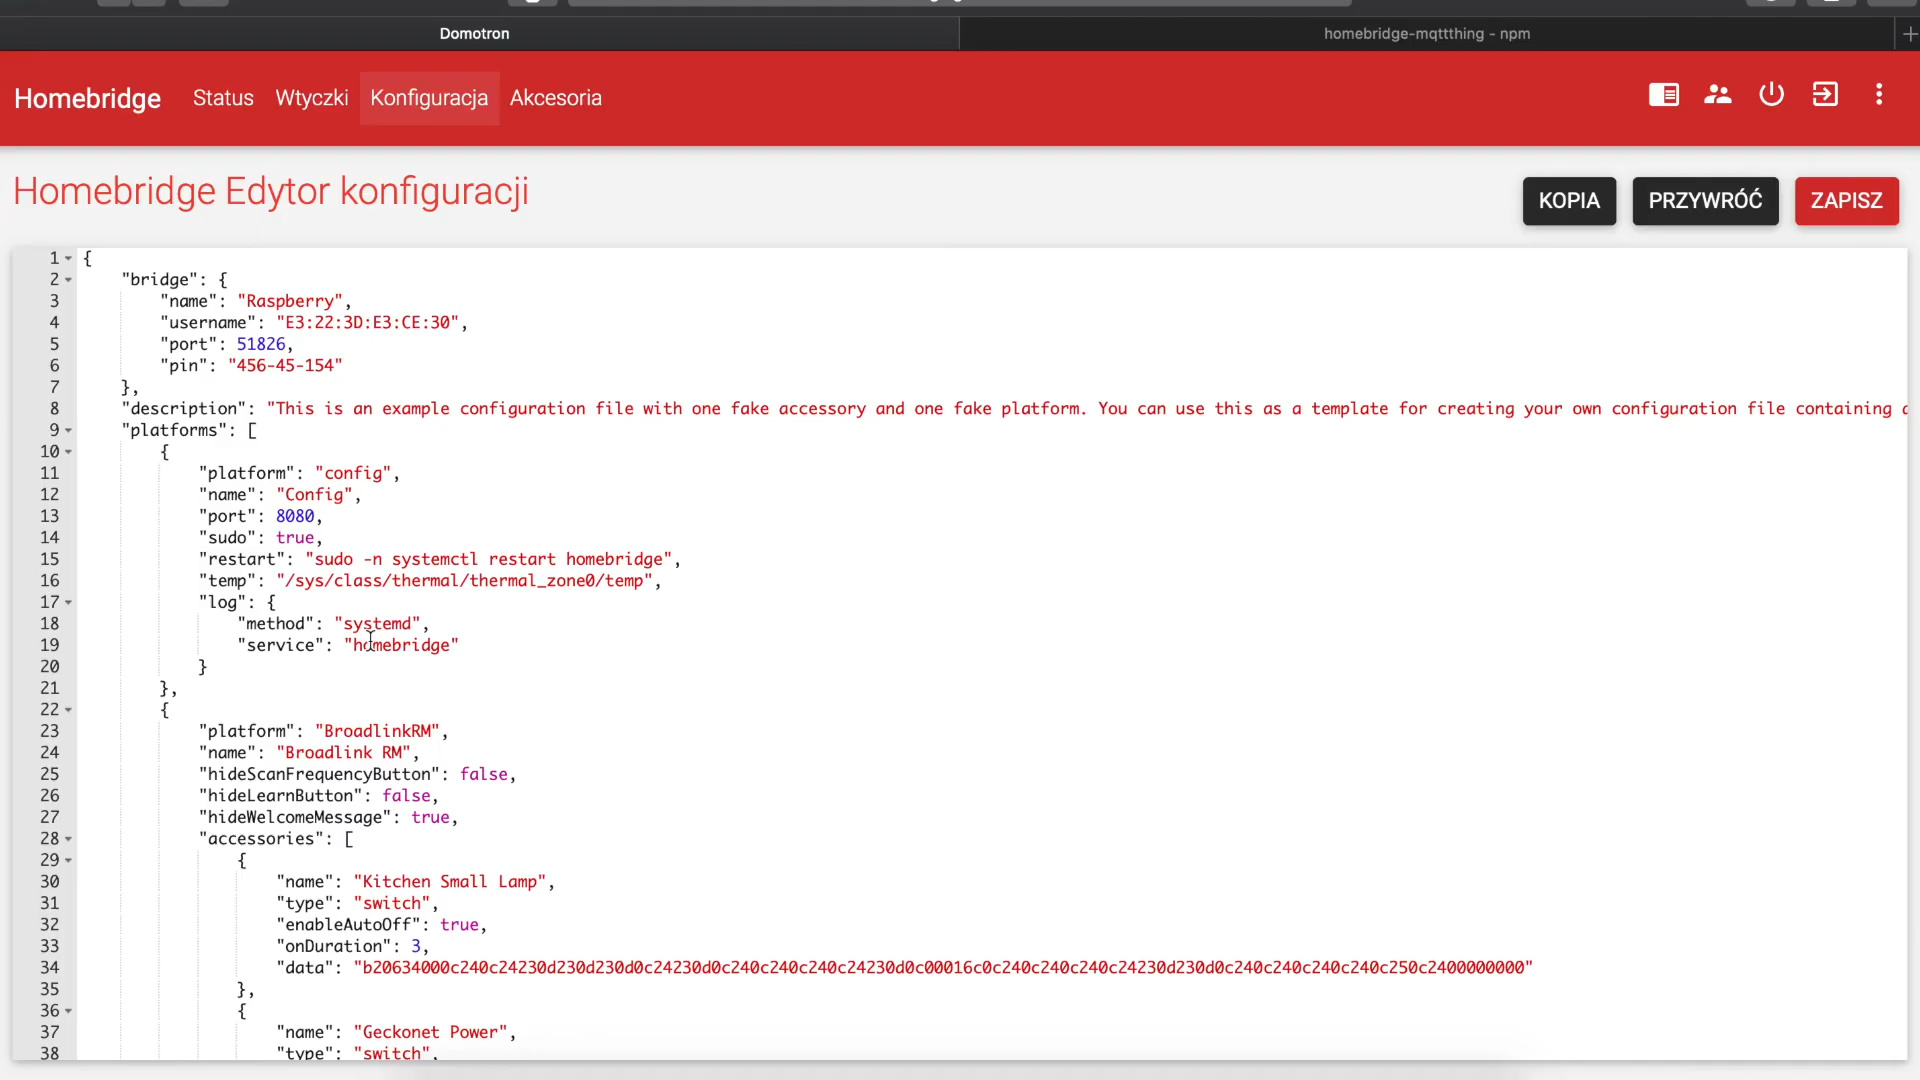 Domotron
homebridge-mqttthing - npm
Homebridge Status Wtyczki Konfiguracja Akcesoria
Homebridge Edytor konfiguracji
KOPIA PRZYWRÓĆ ZAPISZ
1 {
2 "bridge": {
3 "name": "Raspberry",
4 "username": "E3:22:3D:E3:CE:30",
5 "port": 51826,
6 "pin": "456-45-154"
7 },
8 "description": "This is an example configuration file with one fake accessory and one fake platform. You can use this as a template for creating your own configuration file containing
9 "platforms": [
10 {
11 "platform": "config",
12 "name": "Config",
13 "port": 8080,
14 "sudo": true,
15 "restart": "sudo -n systemctl restart homebridge",
16 "temp": "/sys/class/thermal/thermal_zone0/temp",
17 "log": {
18 "method": "systemd",
19 "service": "homebridge"
20 }
21 },
22 {
23 "platform": "BroadlinkRM",
24 "name": "Broadlink RM",
25 "hideScanFrequencyButton": false,
26 "hideLearnButton": false,
27 "hideWelcomeMessage": true,
28 "accessories": [
29 {
30 "name": "Kitchen Small Lamp",
31 "type": "switch",
32 "enableAutoOff": true,
33 "onDuration": 3,
34 "data": "b20634000c240c24230d230d230d0c24230d0c240c240c240c24230d0c00016c0c240c240c240c24230d230d0c240c240c240c240c250c2400000000"
35 },
36 {
37 "name": "Geckonet Power",
38 "type": "switch",